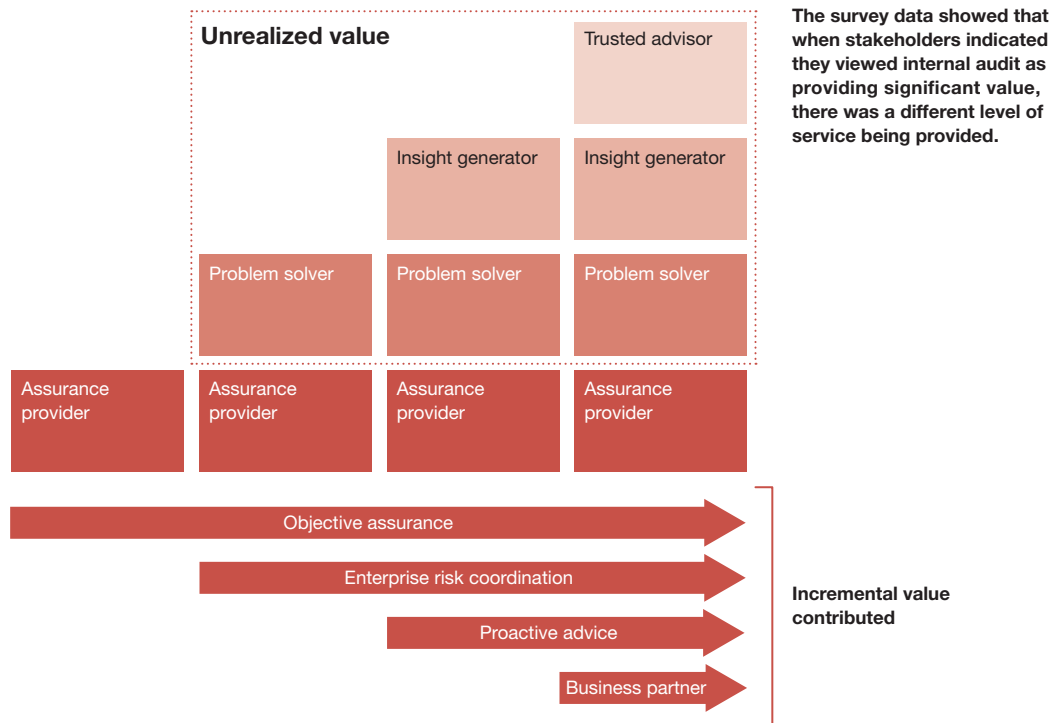 Unrealized value
Trusted advisor
Insight generator
Insight generator
Problem solver
Problem solver
Problem solver
Assurance
provider
Assurance
provider
Assurance
provider
Assurance
provider
Objective assurance
Enterprise risk coordination
Proactive advice
Business partner
The survey data showed that
when stakeholders indicated
they viewed internal audit as
providing significant value,
there was a different level of
service being provided.
Incremental value
contributed